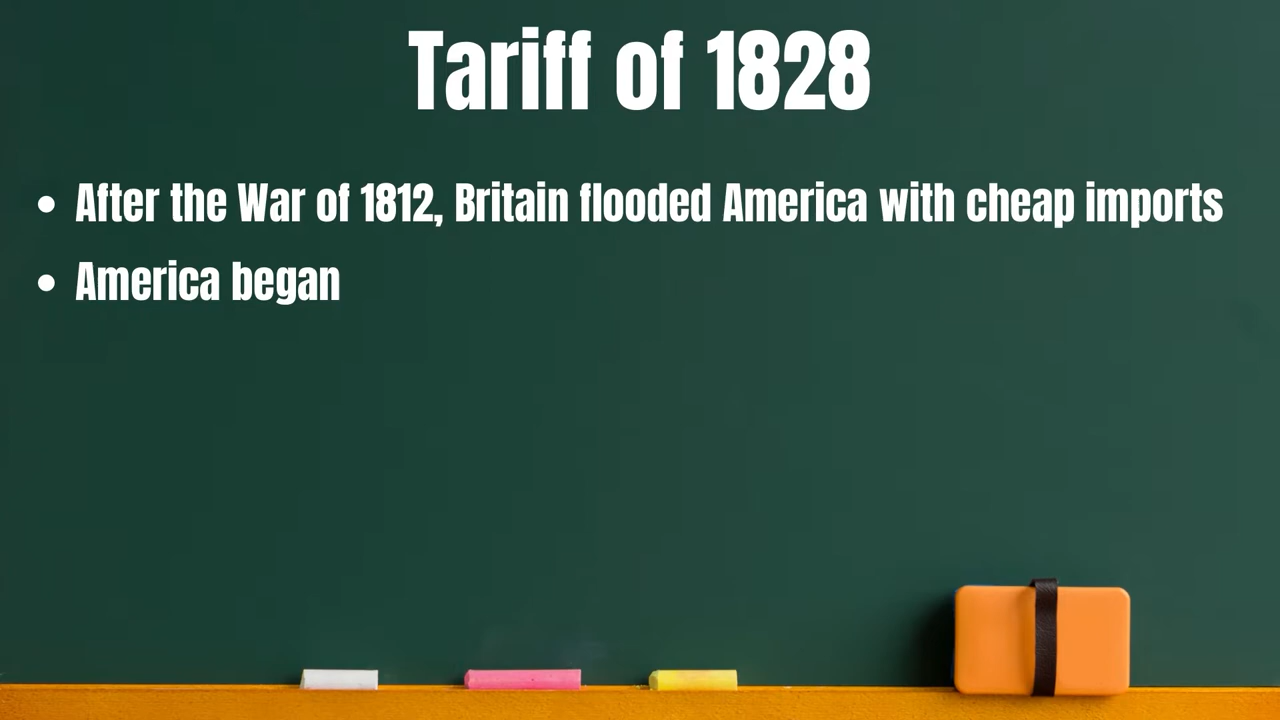 Tariff of 1828
• After the War of 1812, Britain flooded America with cheap imports
• America began